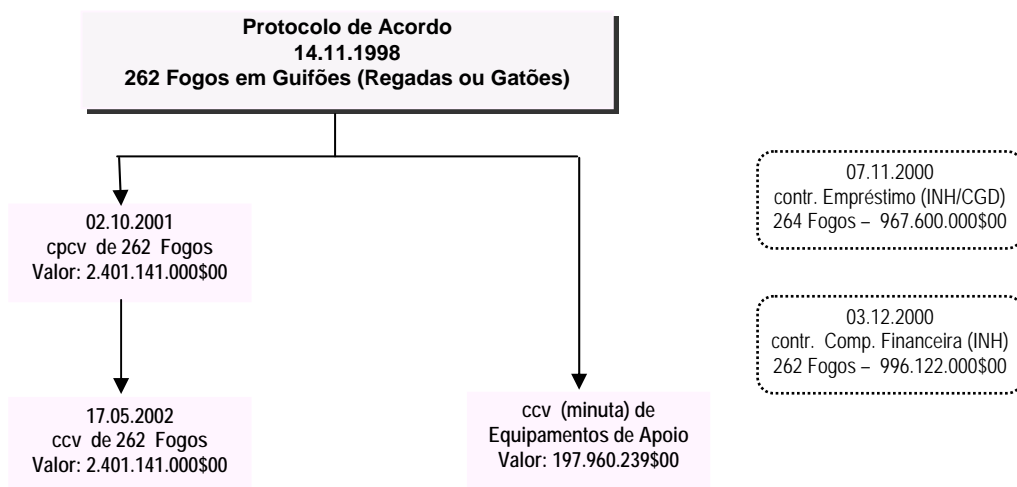 Protocolo de Acordo
14.11.1998
262 Fogos em Guifões (Regadas ou Gatões)
07.11.2000
contr. Empréstimo (INH/CGD)
264 Fogos – 967.600.000$00
02.10.2001
cpcv de 262 Fogos
Valor: 2.401.141.000$00
03.12.2000
contr. Comp. Financeira (INH)
262 Fogos – 996.122.000$00
17.05.2002
ccv de 262 Fogos
Valor: 2.401.141.000$00
ccv (minuta) de
Equipamentos de Apoio
Valor: 197.960.239$00